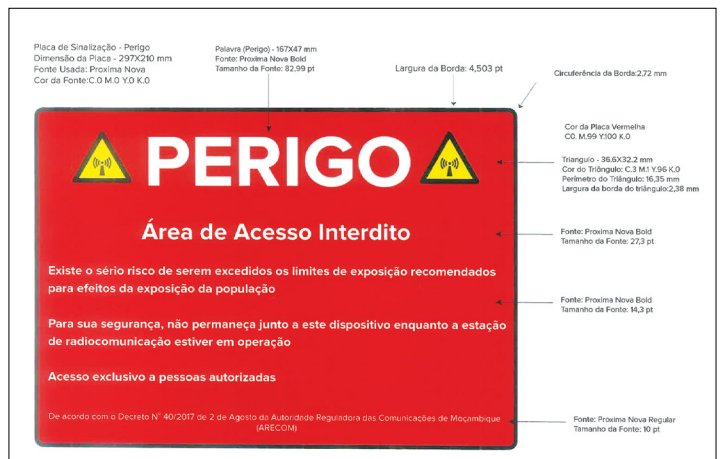 Placa de Sinalização - Perigo
Dimensão da Placa - 297X210 mm
Fonte Usada: Proxima Nova
Cor da Fonte:C.0 M.0 Y.0 K.0
Palavra (Perigo) - 167X47 mm
Fonte: Proxima Nova Bold
Tamanho da Fonte: 82,99 pt
Largura da Borda: 4,503 pt
Circuferência da Borda:2,72 mm
Cor da Placa Vermelha
C0. M.99 Y.100 K.0
PERIGO
Triangulo - 36.6X32.2 mm
Cor do Triângulo: C.3 M.1 Y.96 K.0
Perímetro do Triângulo: 16,35 mm
Largura da borda do triângulo:2,38 mm
Área de Acesso Interdito
Fonte: Proxima Nova Bold
Tamanho da Fonte: 27,3 pt
Existe o sério risco de serem excedidos os limites de exposição recomendados
para efeitos da exposição da população
Fonte: Proxima Nova Bold
Tamanho da Fonte: 14,3 pt
Para sua segurança, não permaneça junto a este dispositivo enquanto a estação
de radiocomunicação estiver em operação
Acesso exclusivo a pessoas autorizadas
De acordo com o Decreto N° 40/2017 de 2 de Agosto da Autoridade Reguladora das Comunicações de Moçambique
(ARECOM)
Fonte: Proxima Nova Regular
Tamanho da Fonte: 10 pt